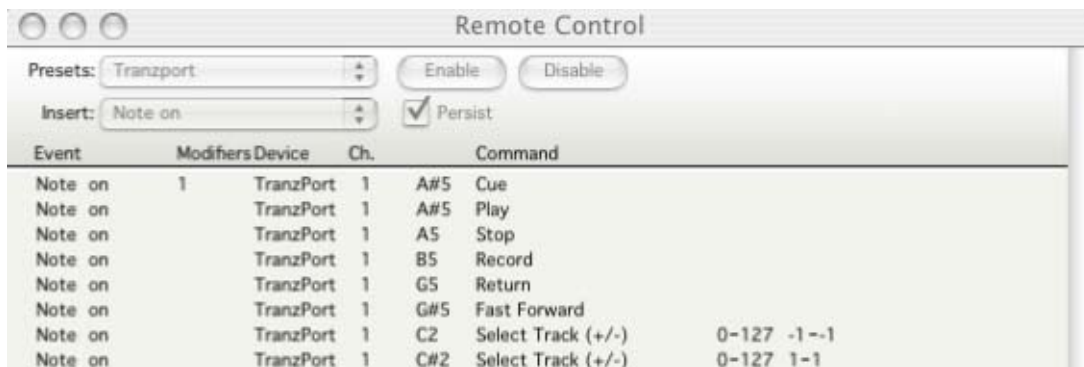 Remote Control
Presets: Tranzport Enable Disable
Insert: Note on Persist
Event Modifiers Device Ch. Command
Note on 1 TranzPort 1 A#5 Cue
Note on TranzPort 1 A#5 Play
Note on TranzPort 1 A5 Stop
Note on TranzPort 1 B5 Record
Note on TranzPort 1 G5 Return
Note on TranzPort 1 G#5 Fast Forward
Note on TranzPort 1 C2 Select Track (+/-) 0-127 -1--1
Note on TranzPort 1 C#2 Select Track (+/-) 0-127 1-1